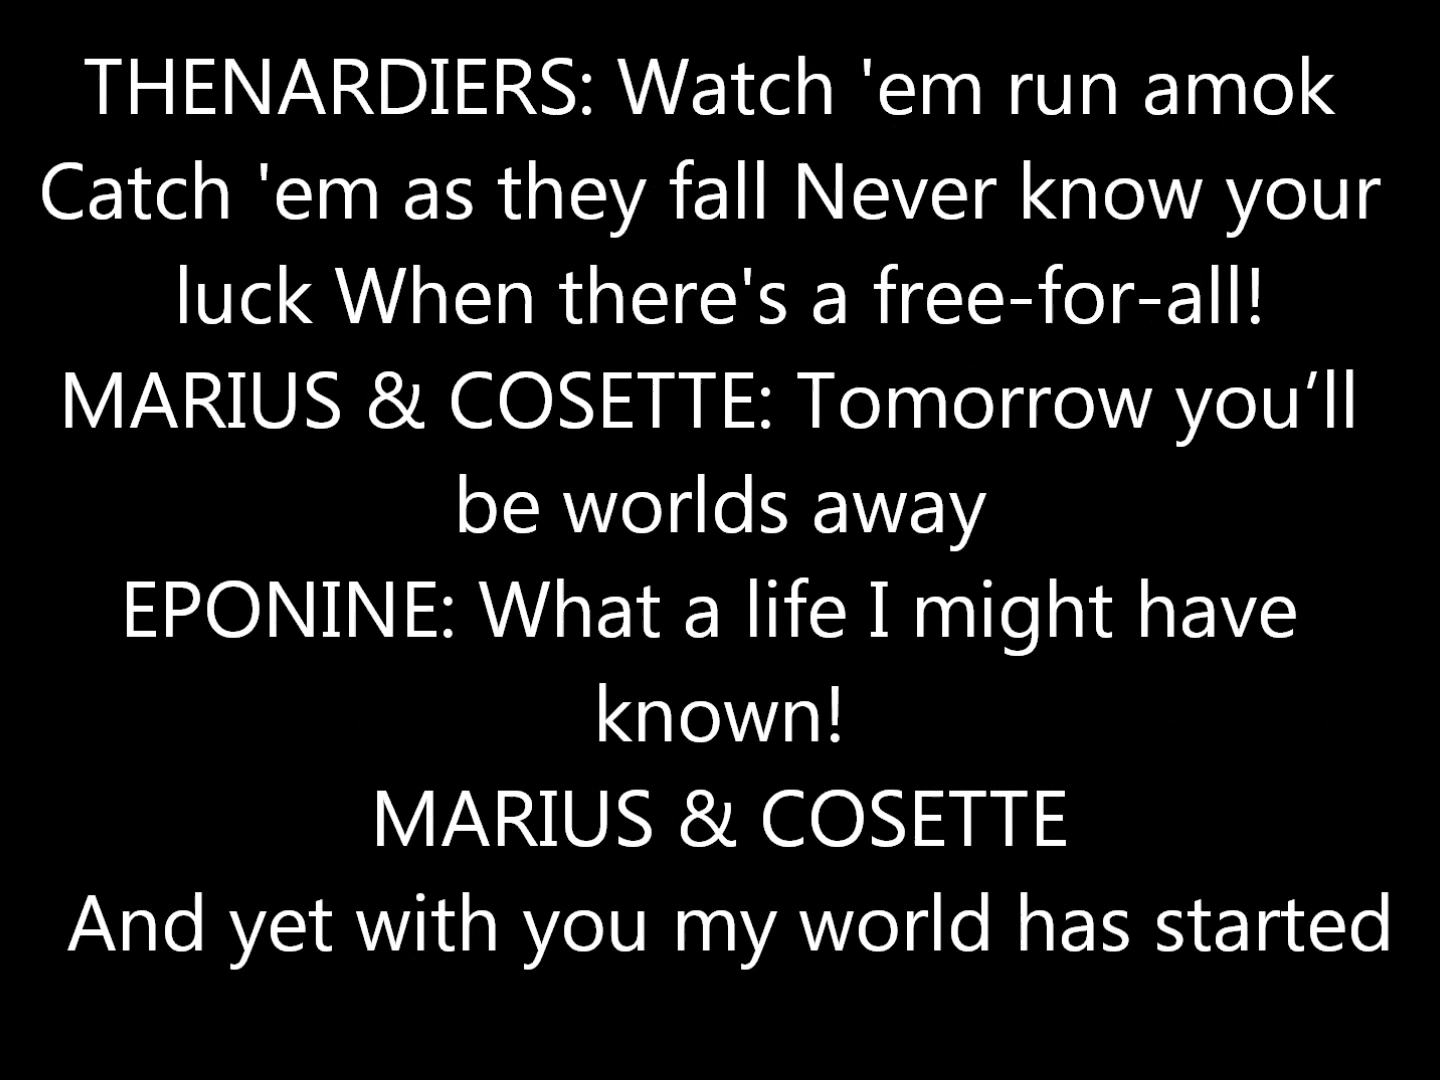 THENARDIERS: Watch 'em run amok
Catch 'em as they fall Never know your
luck When there's a free-for-all!
MARIUS & COSETTE: Tomorrow you’ll
be worlds away
EPONINE: What a life I might have
known!
MARIUS & COSETTE
And yet with you my world has started